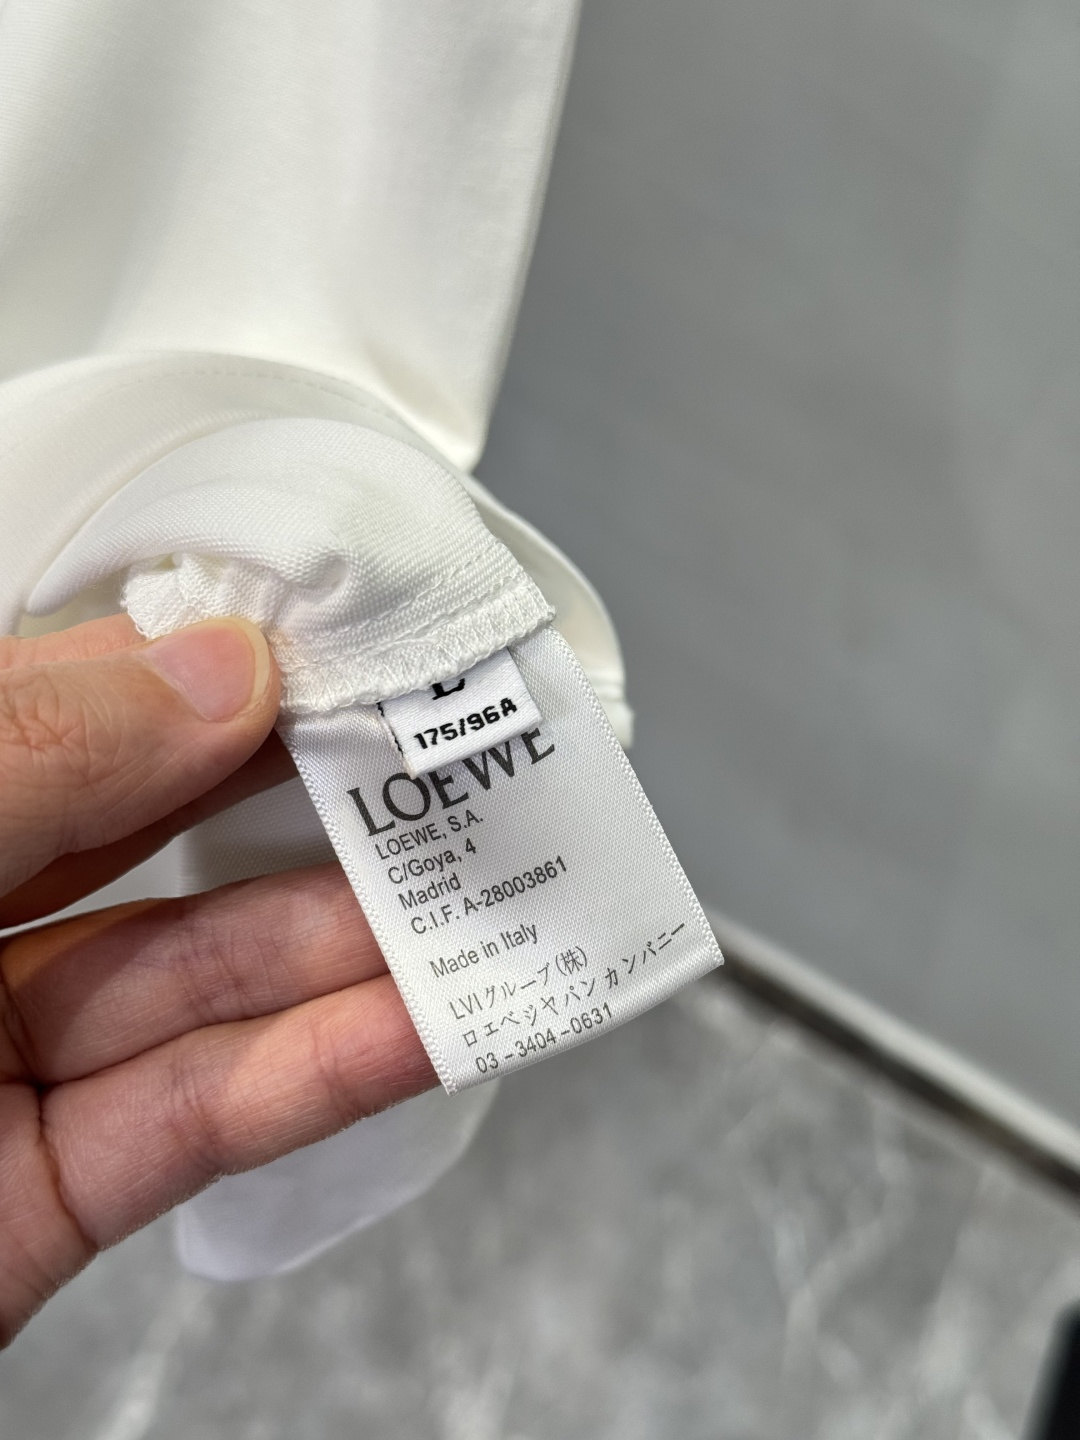 L
175/96A
LOEWE
LOEWE, S.A.
C/Goya, 4
Madrid
C.I.F. A-28003861
Made in Italy
LVIグループ(株)
ロエベジャパン カンパニー
03-3404-0631